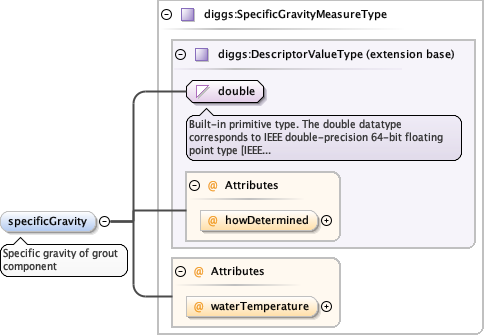 diggs:SpecificGravityMeasureType
diggs:DescriptorValueType (extension base)
double
Built-in primitive type. The double datatype
corresponds to IEEE double-precision 64-bit floating
point type [IEEE...
@ Attributes
howDetermined
specificGravity
Specific gravity of grout
component
@ Attributes
waterTemperature